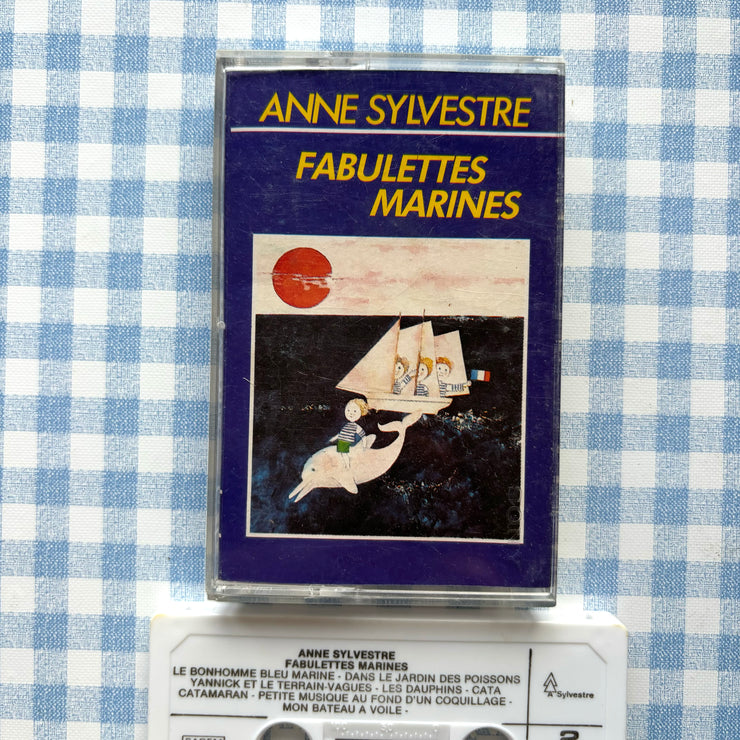 ANNE SYLVESTRE
FABULETTES
MARINES
ANNE SYLVESTRE
FABULETTES MARINES
LE BONHOMME BLEU MARINE - DANS LE JARDIN DES POISSONS
YANNICK ET LE TERRAIN-VAGUES - LES DAUPHINS - CATA
CATAMARAN - PETITE MUSIQUE AU FOND D'UN COQUILLAGE -
MON BATEAU A VOILE -
A Sylvestre
2